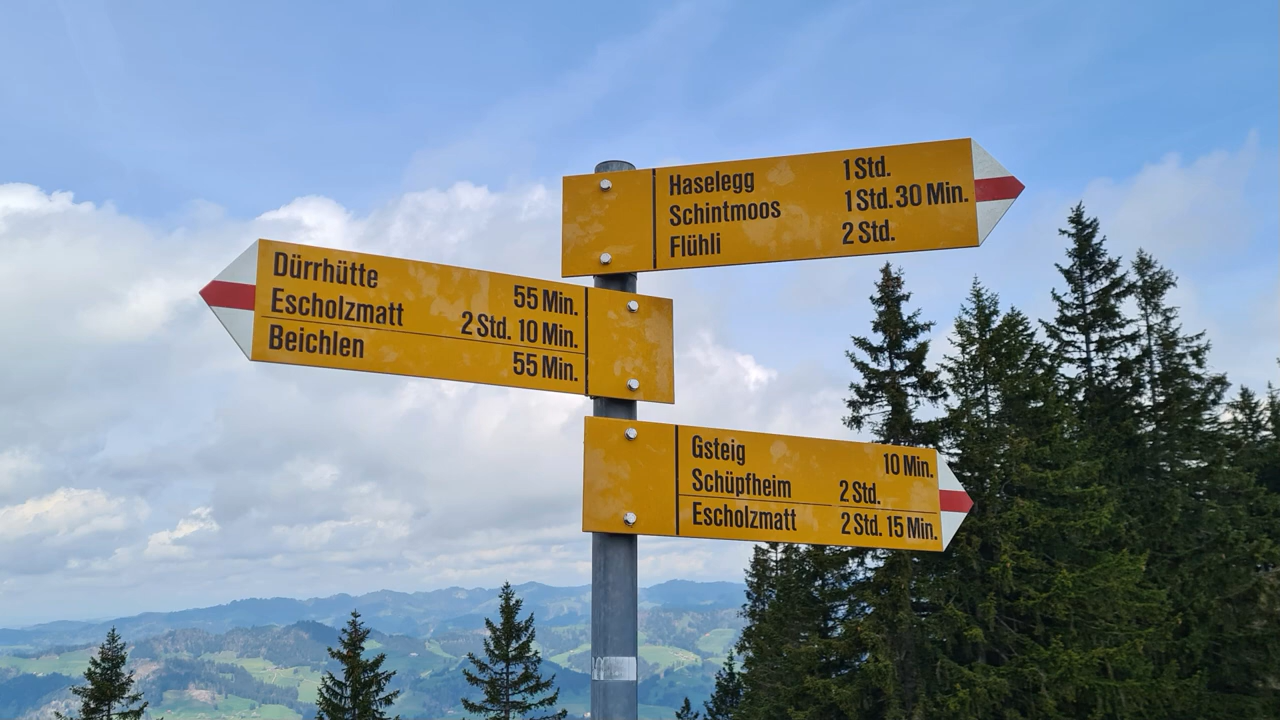 Haselegg 1 Std.
Schintmoos 1 Std. 30 Min.
Flühli 2 Std.
Dürrhütte 55 Min.
Escholzmatt 2 Std. 10 Min.
Beichlen 55 Min.
Gsteig 10 Min.
Schüpfheim 2 Std.
Escholzmatt 2 Std. 15 Min.